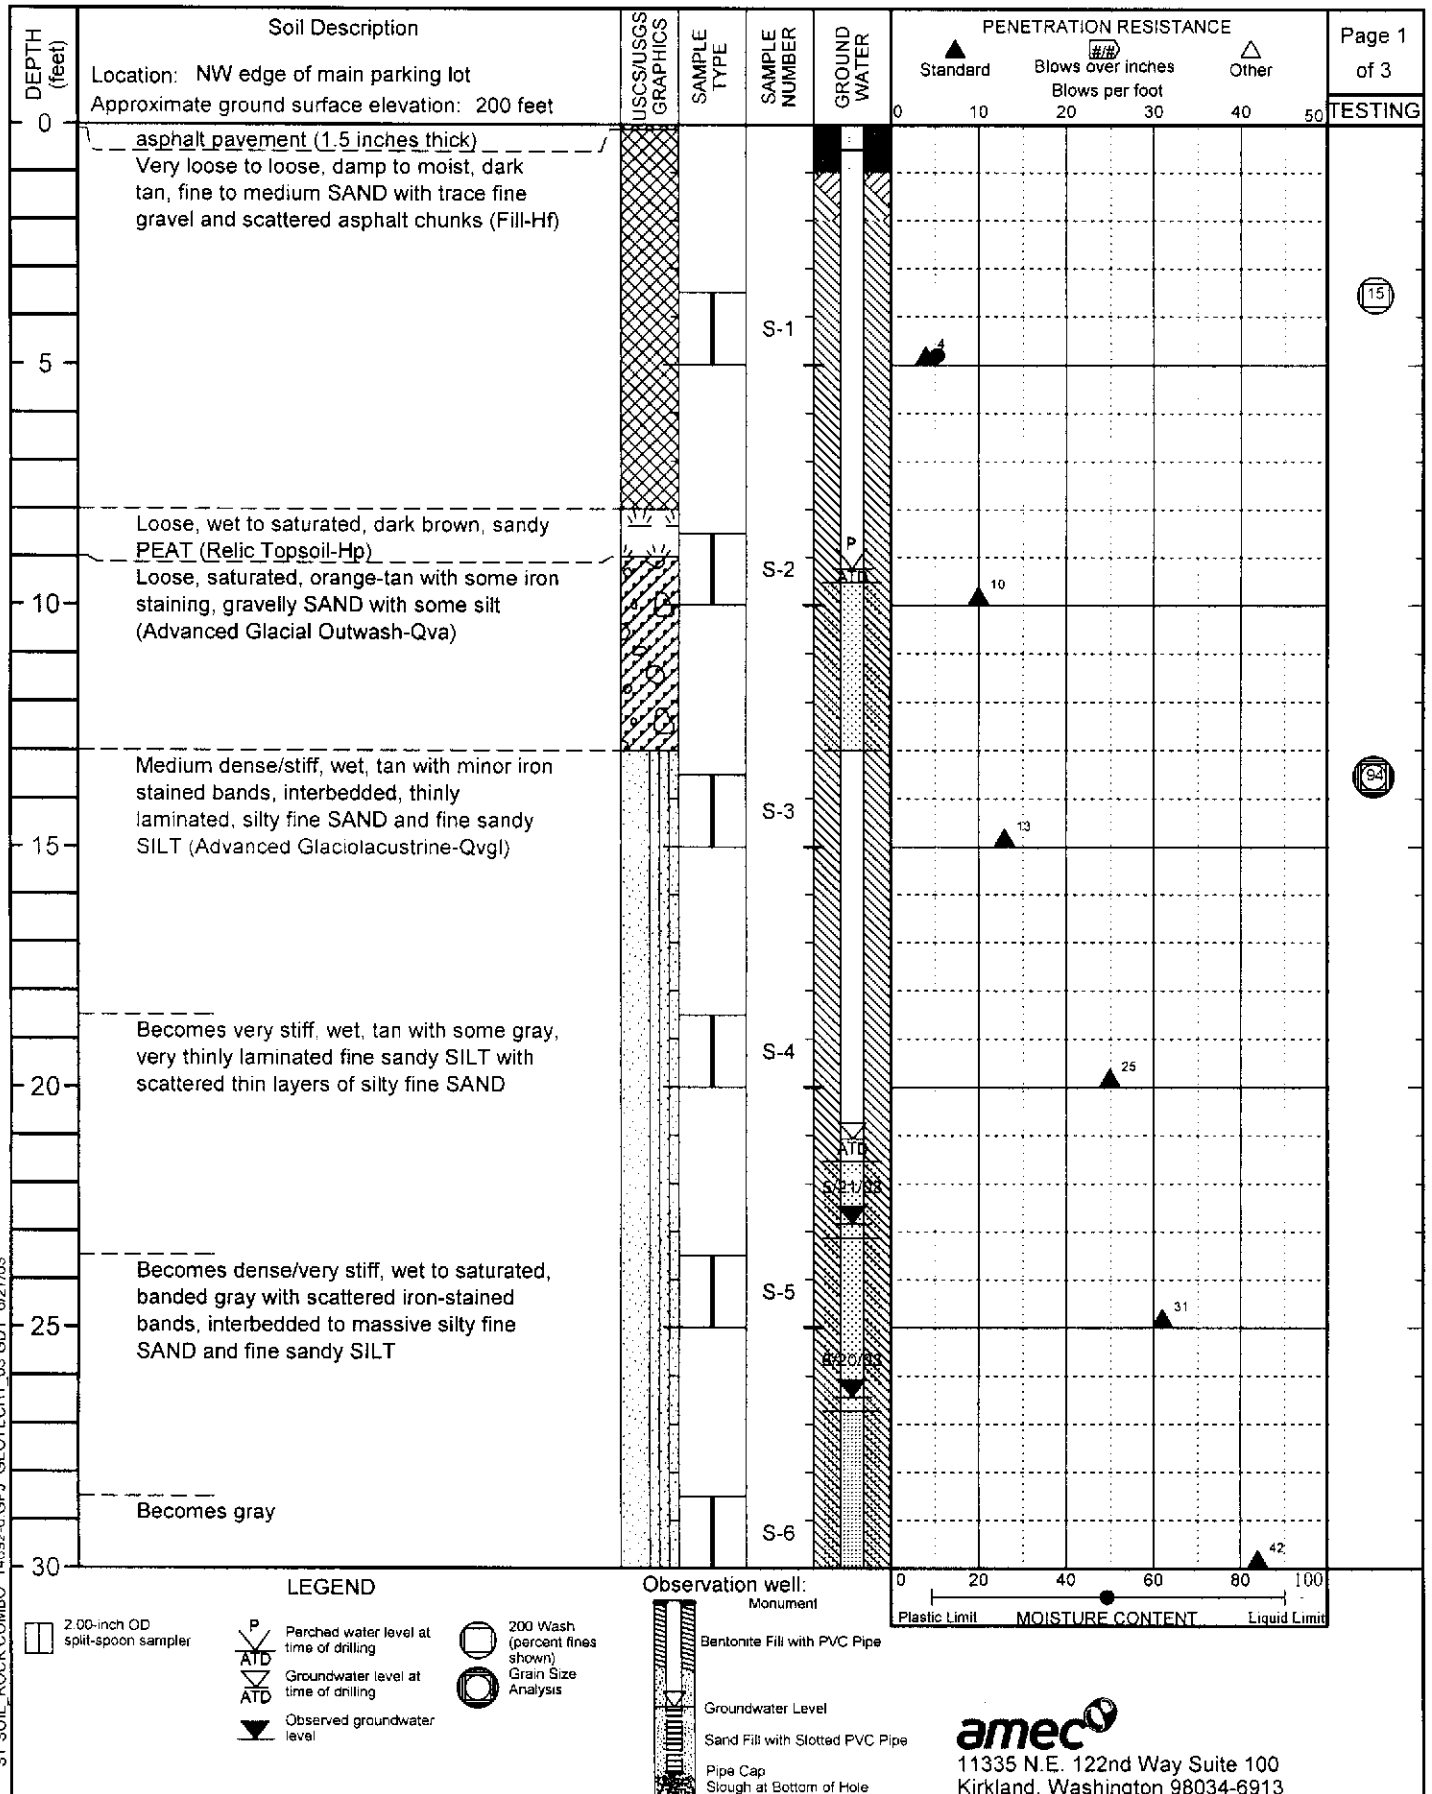 DEPTH
(feet)
Soil Description
Location: NW edge of main parking lot
Approximate ground surface elevation: 200 feet
USCS/USGS
GRAPHICS
SAMPLE
TYPE
SAMPLE
NUMBER
GROUND
WATER
PENETRATION RESISTANCE
Standard
#/#
Blows over inches
Blows per foot
Other
Page 1
of 3
0 10 20 30 40 50
TESTING
0
asphalt pavement (1.5 inches thick)
Very loose to loose, damp to moist, dark
tan, fine to medium SAND with trace fine
gravel and scattered asphalt chunks (Fill-Hf)
15
S-1
4
5
Loose, wet to saturated, dark brown, sandy
PEAT (Relic Topsoil-Hp)
P
ATD
S-2
Loose, saturated, orange-tan with some iron
staining, gravelly SAND with some silt
(Advanced Glacial Outwash-Qva)
10
10
Medium dense/stiff, wet, tan with minor iron
stained bands, interbedded, thinly
laminated, silty fine SAND and fine sandy
SILT (Advanced Glaciolacustrine-Qvgl)
94
S-3
13
15
Becomes very stiff, wet, tan with some gray,
very thinly laminated fine sandy SILT with
scattered thin layers of silty fine SAND
S-4
25
20
ATD
5/21/03
Becomes dense/very stiff, wet to saturated,
banded gray with scattered iron-stained
bands, interbedded to massive silty fine
SAND and fine sandy SILT
S-5
31
25
Becomes gray
S-6
42
30
0 20 40 60 80 100
Plastic Limit MOISTURE CONTENT Liquid Limit
LEGEND
2.00-inch OD
split-spoon sampler
P
ATD
Perched water level at
time of drilling
ATD
Groundwater level at
time of drilling
Observed groundwater
level
200 Wash
(percent fines
shown)
Grain Size
Analysis
Observation well:
Monument
Bentonite Fill with PVC Pipe
Groundwater Level
Sand Fill with Slotted PVC Pipe
Pipe Cap
Slough at Bottom of Hole
amec
11335 N.E. 122nd Way Suite 100
Kirkland, Washington 98034-6913